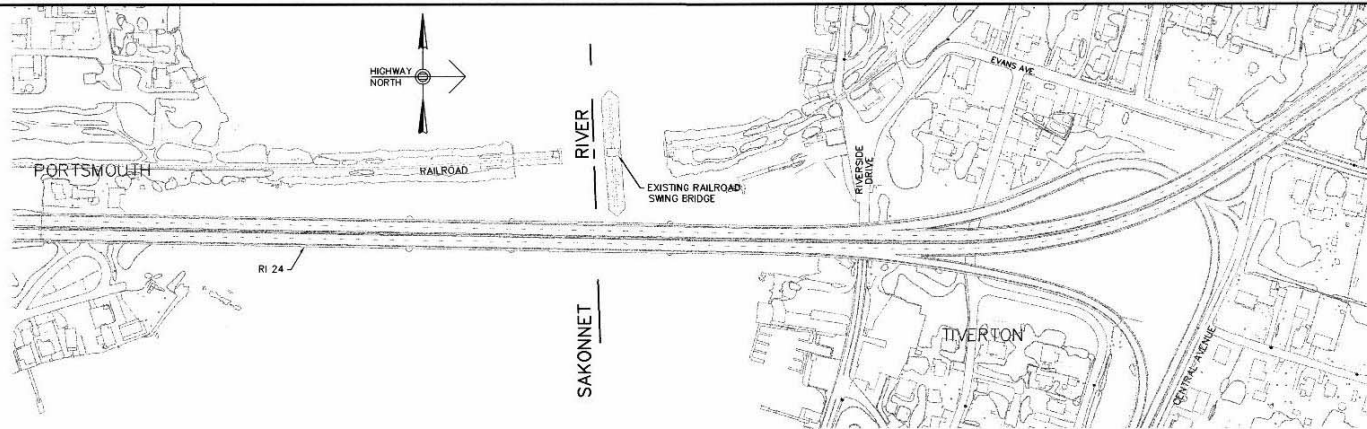 HIGHWAY
NORTH
EVANS AVE.
RIVER
PORTSMOUTH
RAILROAD
RIVERSIDE
DRIVE
EXISTING RAILROAD
SWING BRIDGE
RI 24
SAKONNET
TIVERTON
CENTRAL AVENUE